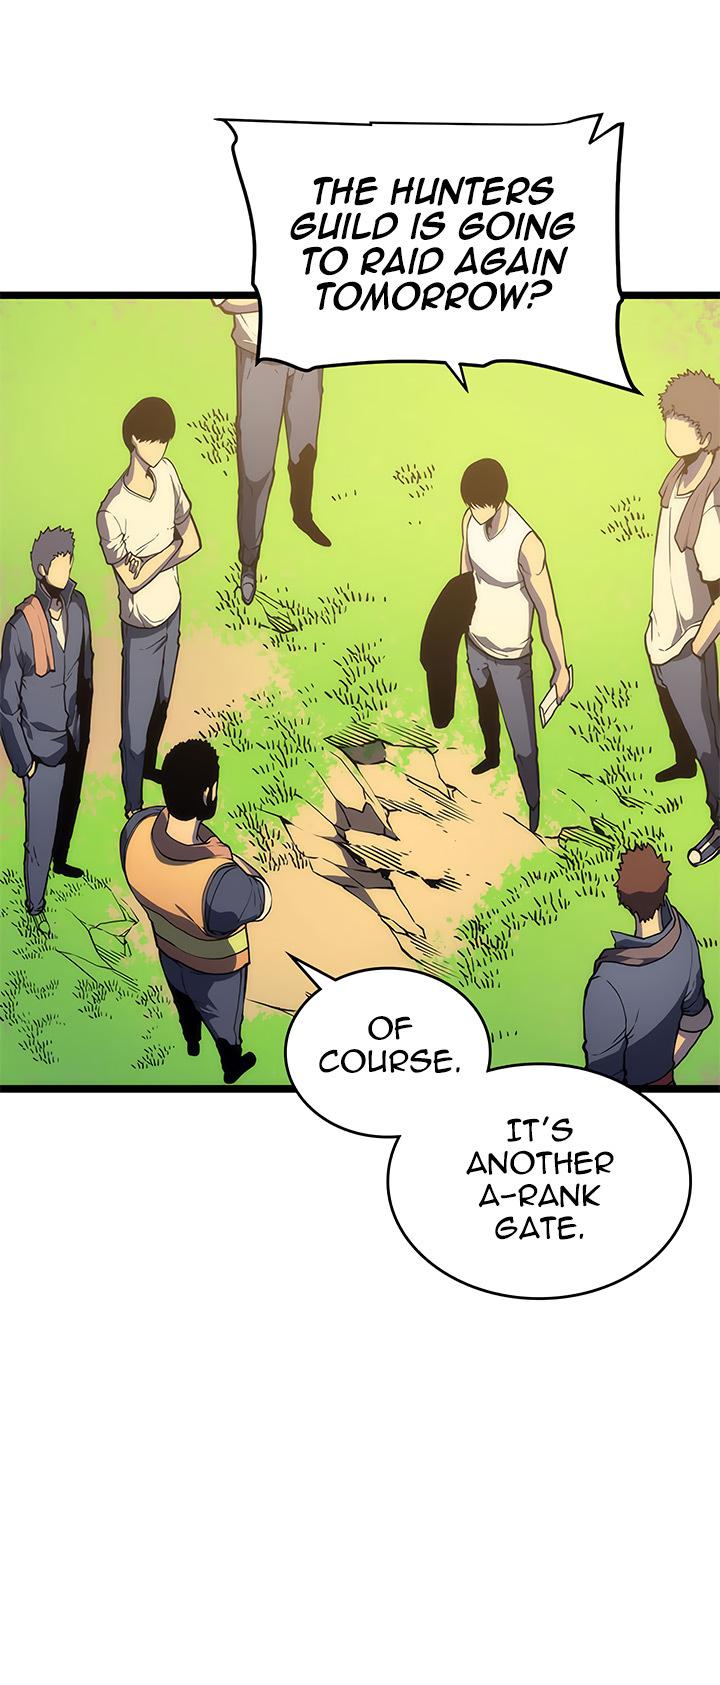 THE HUNTERS
GUILD IS GOING
TO RAID AGAIN
TOMORROW?
OF
COURSE.
IT'S
ANOTHER
A-RANK
GATE.